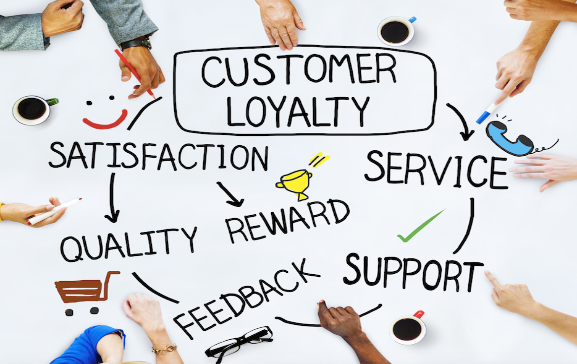 CUSTOMER
LOYALTY
SATISFACTION
SERVICE
QUALITY
REWARD
FEEDBACK
SUPPORT